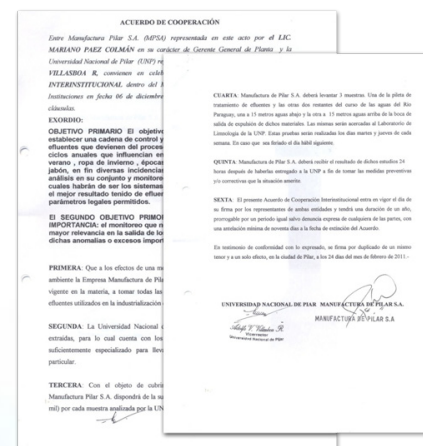 ACUERDO DE COOPERACIÓN
Entre Manufactura Pilar S.A. (MPSA) representada en este acto por el LIC.
MARIANO PAEZ COLMÁN en su carácter de Gerente General de Planta y la
Universidad Nacional de Pilar (UNP)
VILLASBOA R, convienen en
INTERINSTITUCIONAL dentro del
Instituciones en fecha 06 de diciembre
cláusulas.
EXORDIO:
OBJETIVO PRIMARIO El objetivo
establecer una cadena de control y
efluentes que devienen del proceso
ciclos anuales que influencian en
verano , ropa de invierno , épocas
jabón, en fin diversas incidencias
análisis en su conjunto y monitoreo
cuales habrán de ser los sistemas
el mejor resultado tenido de
parámetros legales permitidos.
El SEGUNDO OBJETIVO
IMPORTANCIA: el monitoreo que
mayor relevancia en la salida de
dichas anomalías o excesos
PRIMERA: Que a los efectos de una
ambiente la Empresa Manufactura de
vigente en la materia, a tomar todas las
efluentes utilizados en la industrialización
SEGUNDA: La Universidad Nacional
extraídas, para lo cual cuenta con los
suficientemente especializado para
particular.
TERCERA: Con el objeto de cubrir
Manufactura Pilar S.A. dispondrá de la
mil) por cada muestra analizada por la
CUARTA: Manufactura de Pilar S.A. deberá levantar 3 muestras. Una de la pileta de
tratamiento de efluentes y las otras dos restantes del curso de las aguas del Río
Paraguay, una a 15 metros aguas abajo y la otra a 15 metros aguas arriba de la boca de
salida de expulsión de dichos materiales. Las mismas serán acercadas al Laboratorio de
Limnología de la UNP. Estas pruebas serán realizadas los días martes y jueves de cada
semana. En caso que sea feriado el día hábil siguiente.
QUINTA: Manufactura de Pilar S.A. deberá recibir el resultado de dichos estudios 24
horas después de haberlas entregado a la UNP a fin de tomar las medidas preventivas
y/o correctivas que la situación amerite.
SEXTA: El presente Acuerdo de Cooperación Interinstitucional entra en vigor el día de
su firma por los representantes de ambas entidades y tendrá una duración de un año,
prorrogable por un periodo igual salvo denuncia expresa de cualquiera de las partes, con
una antelación mínima de noventa días a la fecha de extinción del Acuerdo.
En testimonio de conformidad con lo expresado, se firma por duplicado de un mismo
tenor y a un solo efecto, en la ciudad de Pilar, a los 24 días del mes de febrero de 2011.-
UNIVERSIDAD NACIONAL DE PIAR MANUFACTURA DE PILAR S.A.
MANUFACTURA DE PILAR S.A
Universidad Nacional de Pilar